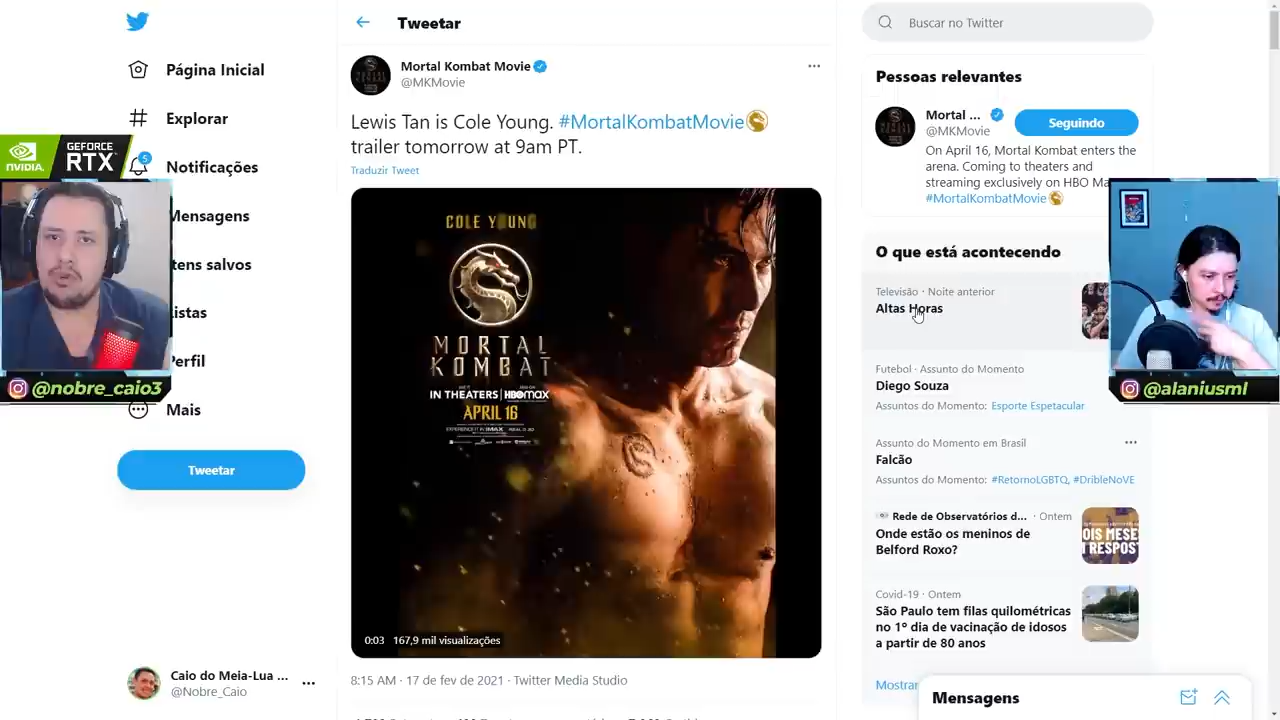 Tweetar
Buscar no Twitter
Página Inicial
Explorar
Notificações
5
Mensagens
Itens salvos
Listas
Perfil
Mais
Tweetar
NVIDIA.
GEFORCE
RTX
@nobre_caio3
Caio do Meia-Lua ...
@Nobre_Caio
Mortal Kombat Movie
@MKMovie
Lewis Tan is Cole Young. #MortalKombatMovie
trailer tomorrow at 9am PT.
Traduzir Tweet
COLE YOUNG
MORTAL
KOMBAT
IN THEATERS | HBOMAX
APRIL 16
0:03 167,9 mil visualizações
8:15 AM · 17 de fev de 2021 · Twitter Media Studio
Pessoas relevantes
Mortal ...
@MKMovie
Seguindo
On April 16, Mortal Kombat enters the
arena. Coming to theaters and
streaming exclusively on HBO Ma
#MortalKombatMovie
O que está acontecendo
Televisão · Noite anterior
Altas Horas
Futebol · Assunto do Momento
Diego Souza
Assuntos do Momento: Esporte Espetacular
Assunto do Momento em Brasil
Falcão
Assuntos do Momento: #RetornoLGBTQ, #DribleNoVE
Rede de Observatórios d... · Ontem
Onde estão os meninos de
Belford Roxo?
OIS MESE
Covid-19 · Ontem
São Paulo tem filas quilométricas
no 1º dia de vacinação de idosos
a partir de 80 anos
Mostrar
@alaniusml
Mensagens